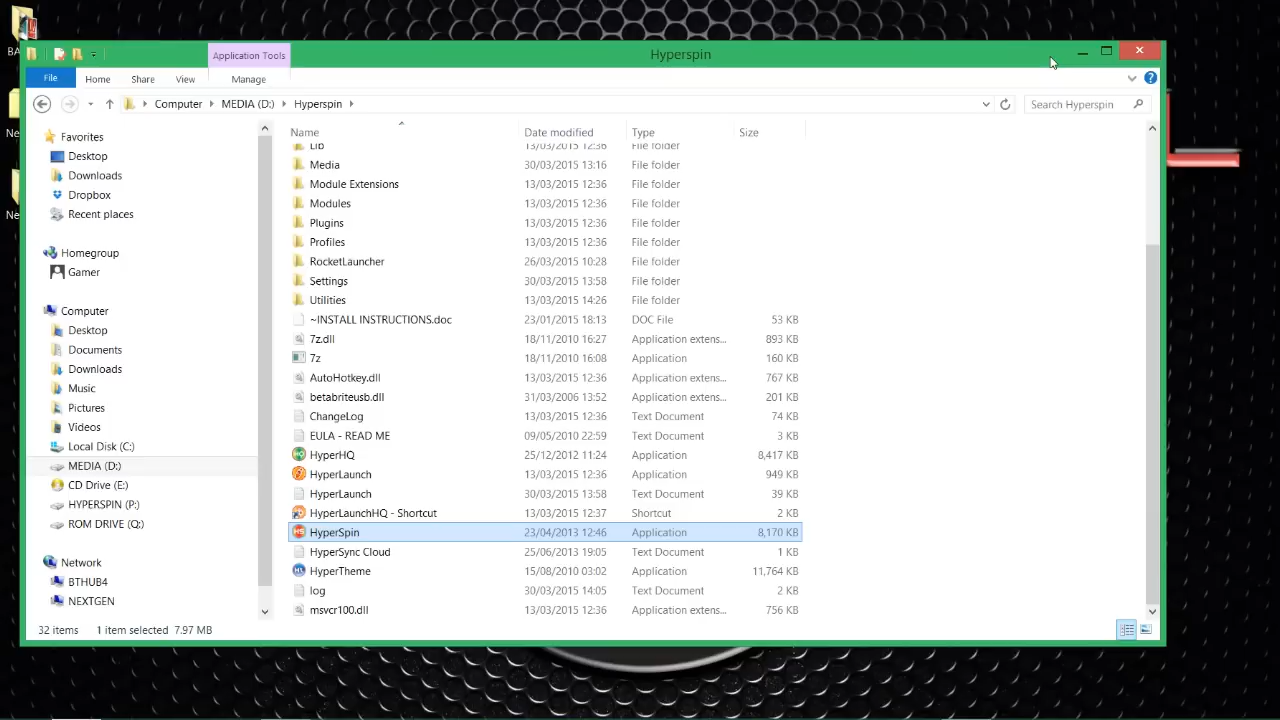 BA
Ne
Ne
Application Tools
Hyperspin
File
Home
Share
View
Manage
Computer
MEDIA (D:)
Hyperspin
Search Hyperspin
Favorites
Desktop
Downloads
Dropbox
Recent places
Homegroup
Gamer
Computer
Desktop
Documents
Downloads
Music
Pictures
Videos
Local Disk (C:)
MEDIA (D:)
CD Drive (E:)
HYPERSPIN (P:)
ROM DRIVE (Q:)
Network
BTHUB4
NEXTGEN
Name Date modified Type Size
Lib 13/03/2015 12:36 File folder
Media 30/03/2015 13:16 File folder
Module Extensions 13/03/2015 12:36 File folder
Modules 13/03/2015 12:36 File folder
Plugins 13/03/2015 12:36 File folder
Profiles 13/03/2015 12:36 File folder
RocketLauncher 26/03/2015 10:28 File folder
Settings 30/03/2015 13:58 File folder
Utilities 13/03/2015 14:26 File folder
~INSTALL INSTRUCTIONS.doc 23/01/2015 18:13 DOC File 53 KB
7z.dll 18/11/2010 16:27 Application extens... 893 KB
7z 18/11/2010 16:08 Application 160 KB
AutoHotkey.dll 13/03/2015 12:36 Application extens... 767 KB
betabriteusb.dll 31/03/2006 13:52 Application extens... 201 KB
ChangeLog 13/03/2015 12:36 Text Document 74 KB
EULA - READ ME 09/05/2010 22:59 Text Document 3 KB
HyperHQ 25/12/2012 11:24 Application 8,417 KB
HyperLaunch 13/03/2015 12:36 Application 949 KB
HyperLaunch 30/03/2015 13:58 Text Document 39 KB
HyperLaunchHQ - Shortcut 13/03/2015 12:37 Shortcut 2 KB
HyperSpin 23/04/2013 12:46 Application 8,170 KB
HyperSync Cloud 25/06/2013 19:05 Text Document 1 KB
HyperTheme 15/08/2010 03:02 Application 11,764 KB
log 30/03/2015 14:05 Text Document 2 KB
msvcr100.dll 13/03/2015 12:36 Application extens... 756 KB
32 items 1 item selected 7.97 MB